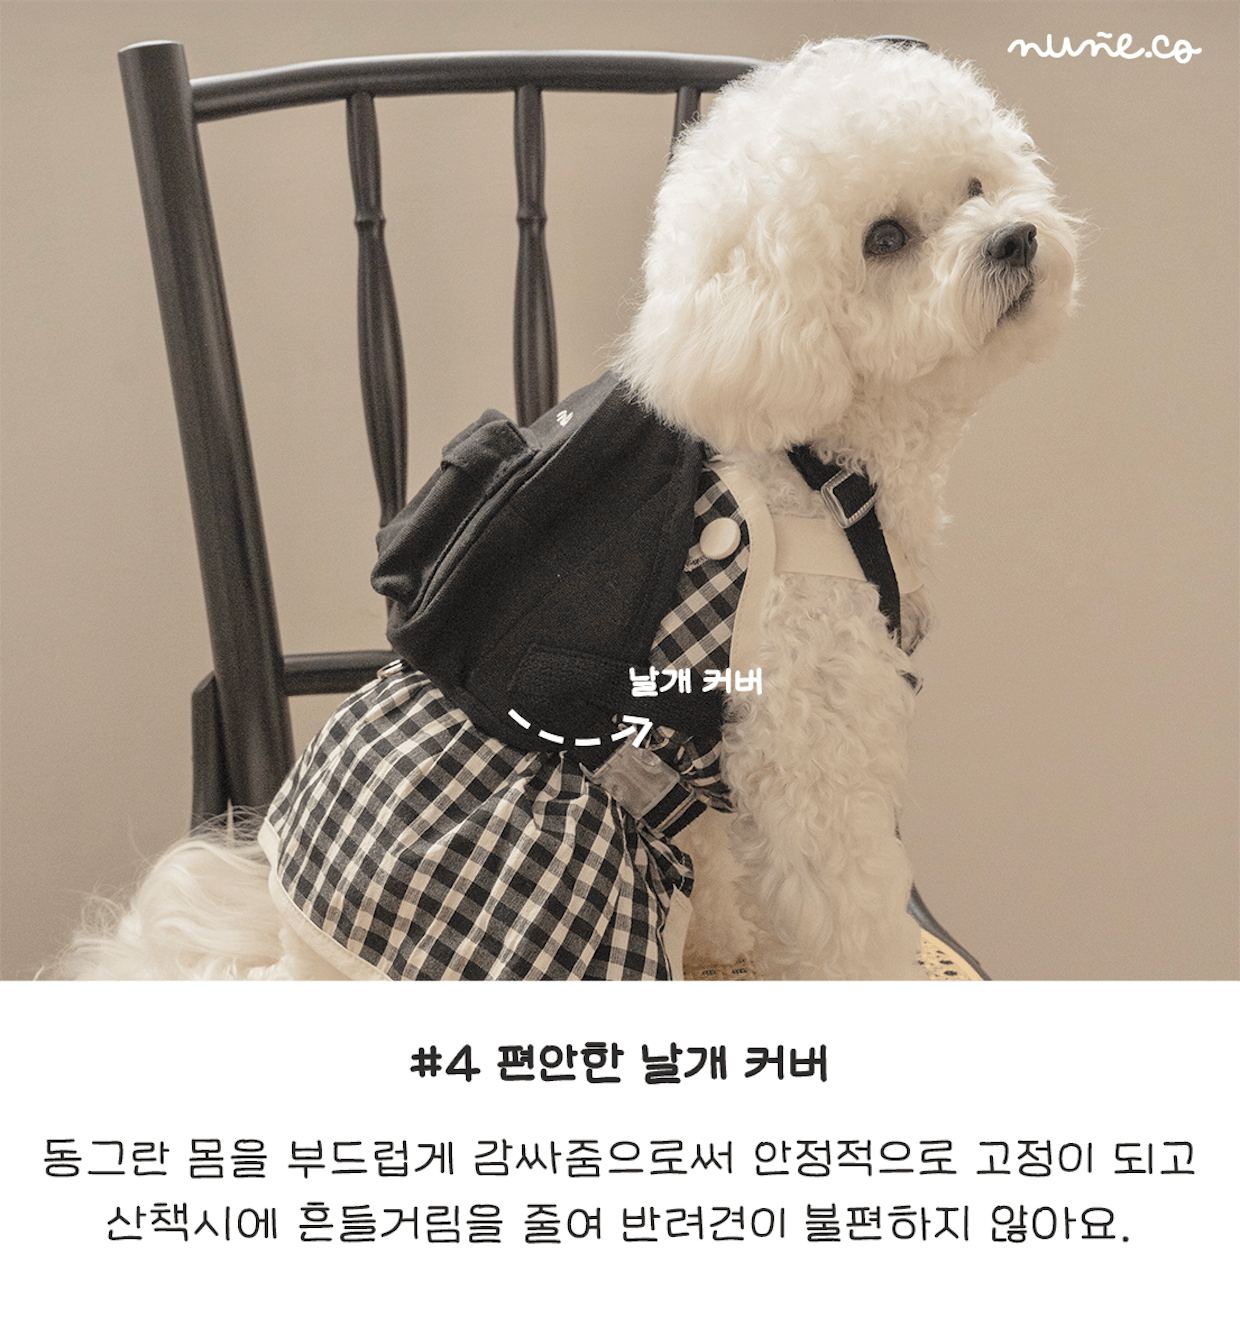 nuñe.co
날개 커버
#4 편안한 날개 커버
동그란 몸을 부드럽게 감싸줌으로써 안정적으로 고정이 되고
산책시에 흔들거림을 줄여 반려견이 불편하지 않아요.